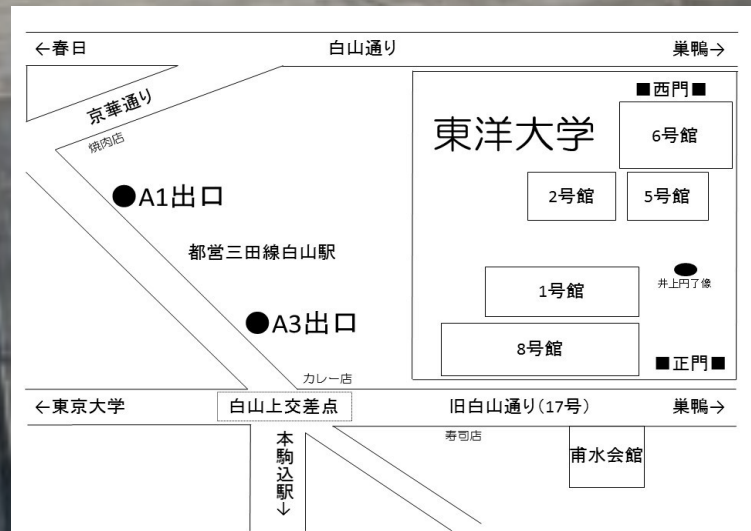 ←春日
白山通り
巣鴨→
京華通り
焼肉店
■西門■
東洋大学
6号館
●A1出口
2号館
5号館
都営三田線白山駅
井上円了像
1号館
●A3出口
8号館
■正門■
カレー店
←東京大学
白山上交差点
旧白山通り(17号)
巣鴨→
寿司店
本駒込駅↓
甫水会館